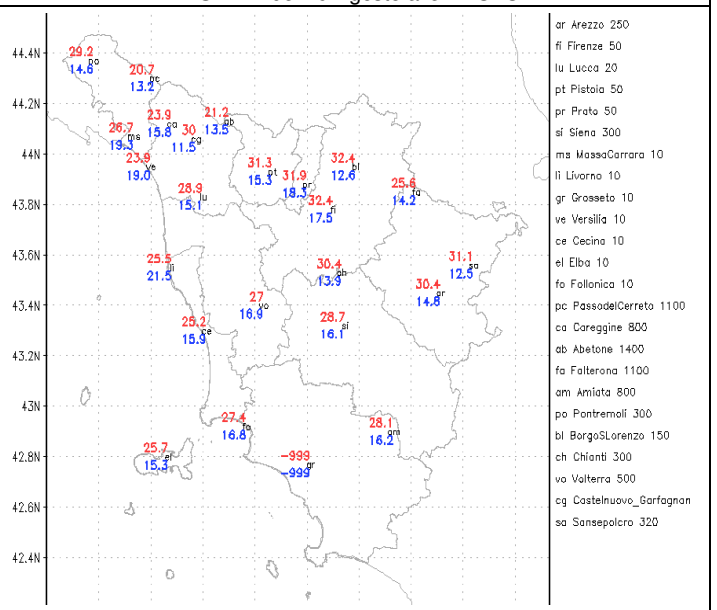 44.4N
44.2N
44N
43.8N
43.6N
43.4N
43.2N
43N
42.8N
42.6N
42.4N
29.2
po
14.6
20.7
pc
13.2
23.9
ca
15.8
30
cg
11.5
21.2
ab
13.5
26.7
ms
19.3
23.9
ve
19.0
28.9
lu
15.1
31.3
pt
15.3
31.9
pr
18.3
32.4
bl
12.6
32.4
fi
17.5
25.6
fa
14.2
31.1
sa
12.5
30.4
ar
14.8
30.4
ch
13.9
25.5
li
21.5
27
vo
16.9
28.7
si
16.1
25.2
ce
15.9
27.4
fo
16.8
28.1
am
16.2
25.7
el
15.3
-999
gr
-999
ar Arezzo 250
fi Firenze 50
lu Lucca 20
pt Pistoia 50
pr Prato 50
si Siena 300
ms MassaCarrara 10
li Livorno 10
gr Grosseto 10
ve Versilia 10
ce Cecina 10
el Elba 10
fo Follonica 10
pc PassodelCerreto 1100
ca Careggine 800
ab Abetone 1400
fa Falterona 1100
am Amiata 800
po Pontremoli 300
bl BorgoSLorenzo 150
ch Chianti 300
vo Volterra 500
cg Castelnuovo_Garfagnan
sa Sansepolcro 320